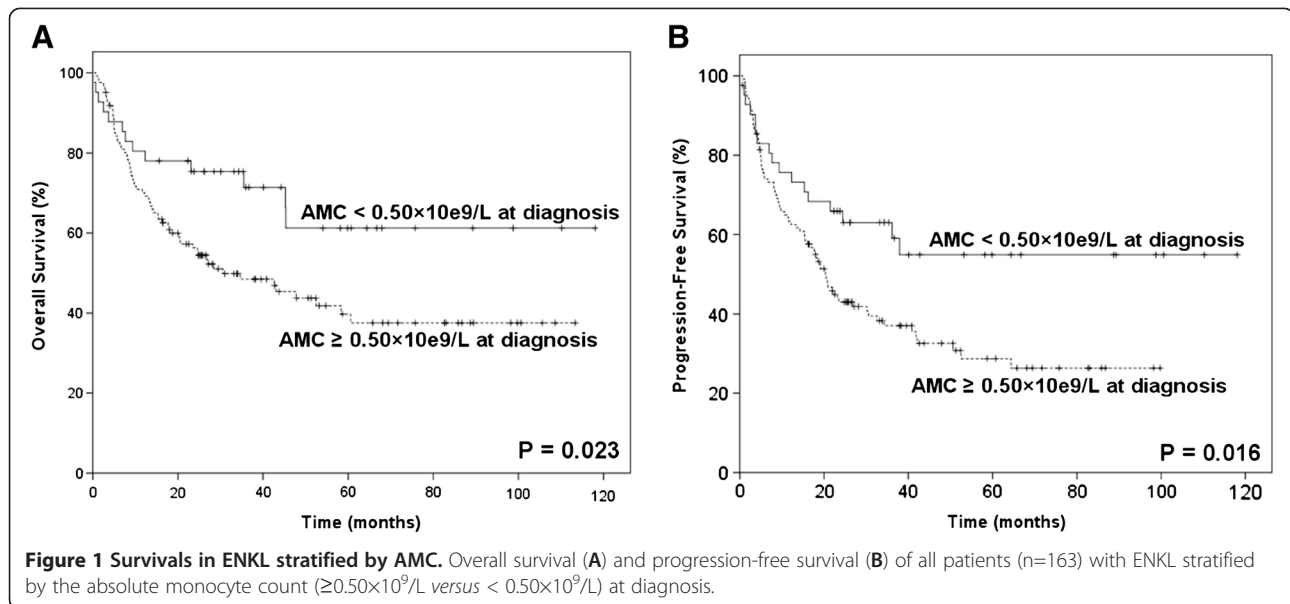 A
100
80
60
40
20
0
Overall Survival (%)
AMC < 0.50×10e9/L at diagnosis
AMC ≥ 0.50×10e9/L at diagnosis
P = 0.023
0 20 40 60 80 100 120
Time (months)
B
100
80
60
40
20
0
Progression-Free Survival (%)
AMC < 0.50×10e9/L at diagnosis
AMC ≥ 0.50×10e9/L at diagnosis
P = 0.016
0 20 40 60 80 100 120
Time (months)
Figure 1 Survivals in ENKL stratified by AMC. Overall survival (A) and progression-free survival (B) of all patients (n=163) with ENKL stratified
by the absolute monocyte count (≥0.50×10⁹/L versus < 0.50×10⁹/L) at diagnosis.